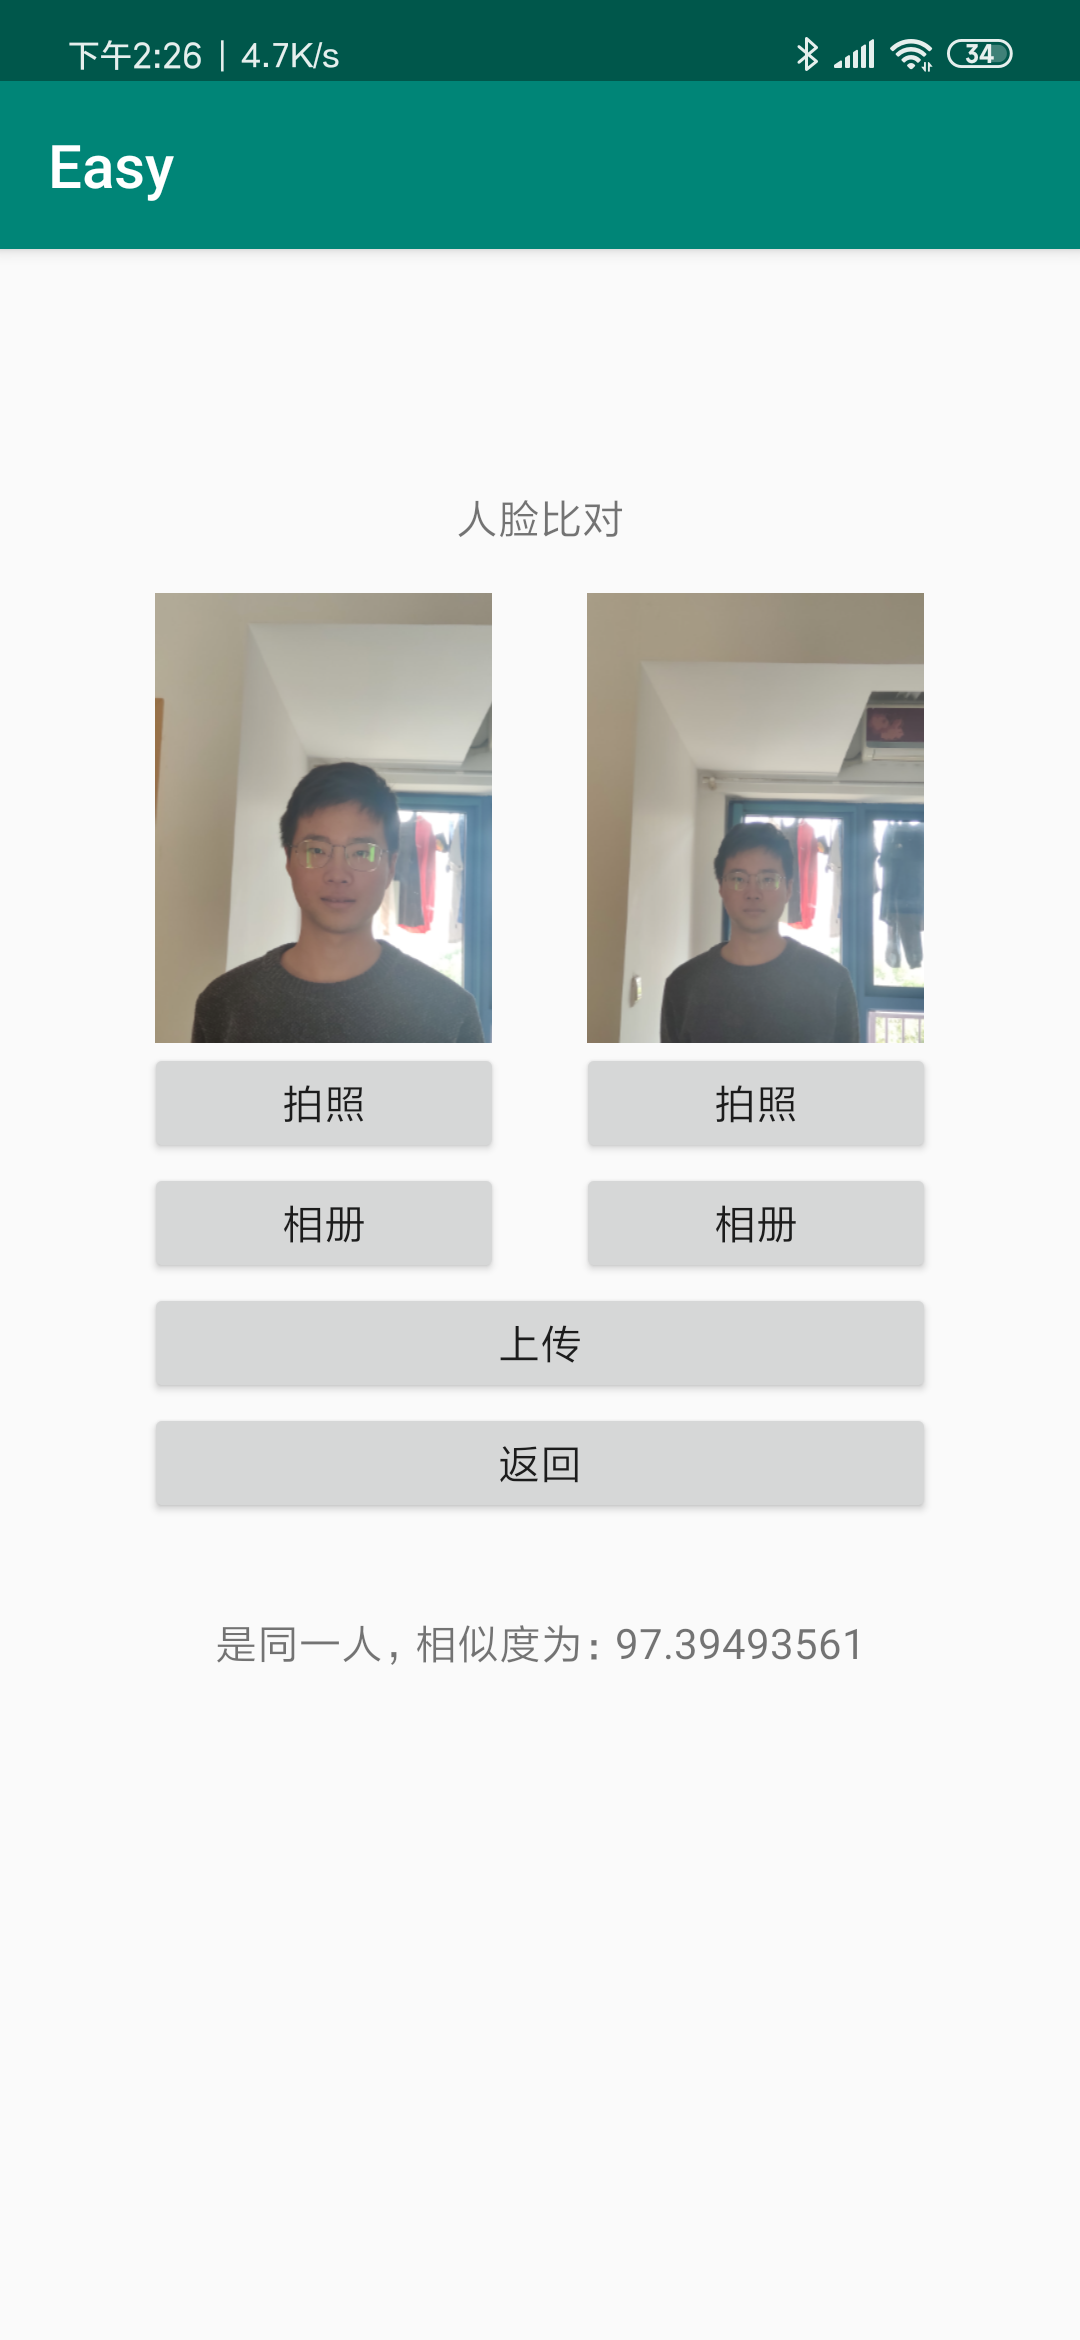 下午2:26 | 4.7K/s
34
Easy
人脸比对
拍照
拍照
相册
相册
上传
返回
是同一人，相似度为：97.39493561